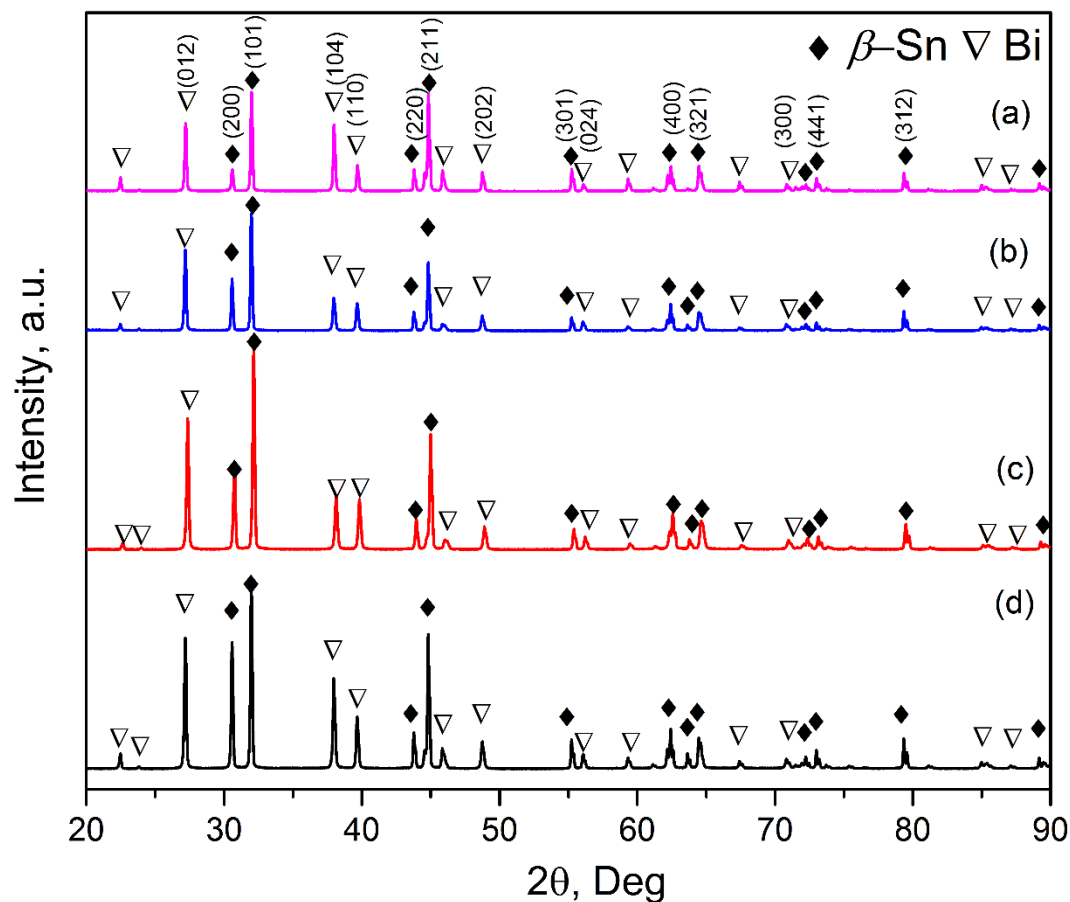 ◆ β–Sn ▽ Bi
(012)
(200)
(101)
(104)
(110)
(220)
(211)
(202)
(301)
(024)
(400)
(321)
(300)
(441)
(312)
(a)
(b)
(c)
(d)
Intensity, a.u.
20 30 40 50 60 70 80 90
2θ, Deg